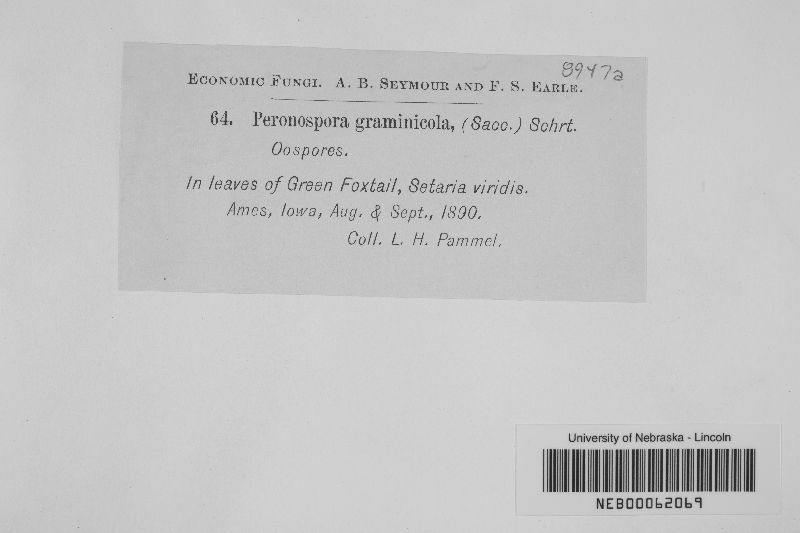 8947a
ECONOMIC FUNGI. A. B. SEYMOUR AND F. S. EARLE.
64. Peronospora graminicola, (Sacc.) Schrt.
Oospores.
In leaves of Green Foxtail, Setaria viridis.
Ames, Iowa, Aug. & Sept., 1890.
Coll. L. H. Pammel.
University of Nebraska - Lincoln
NEB00062069